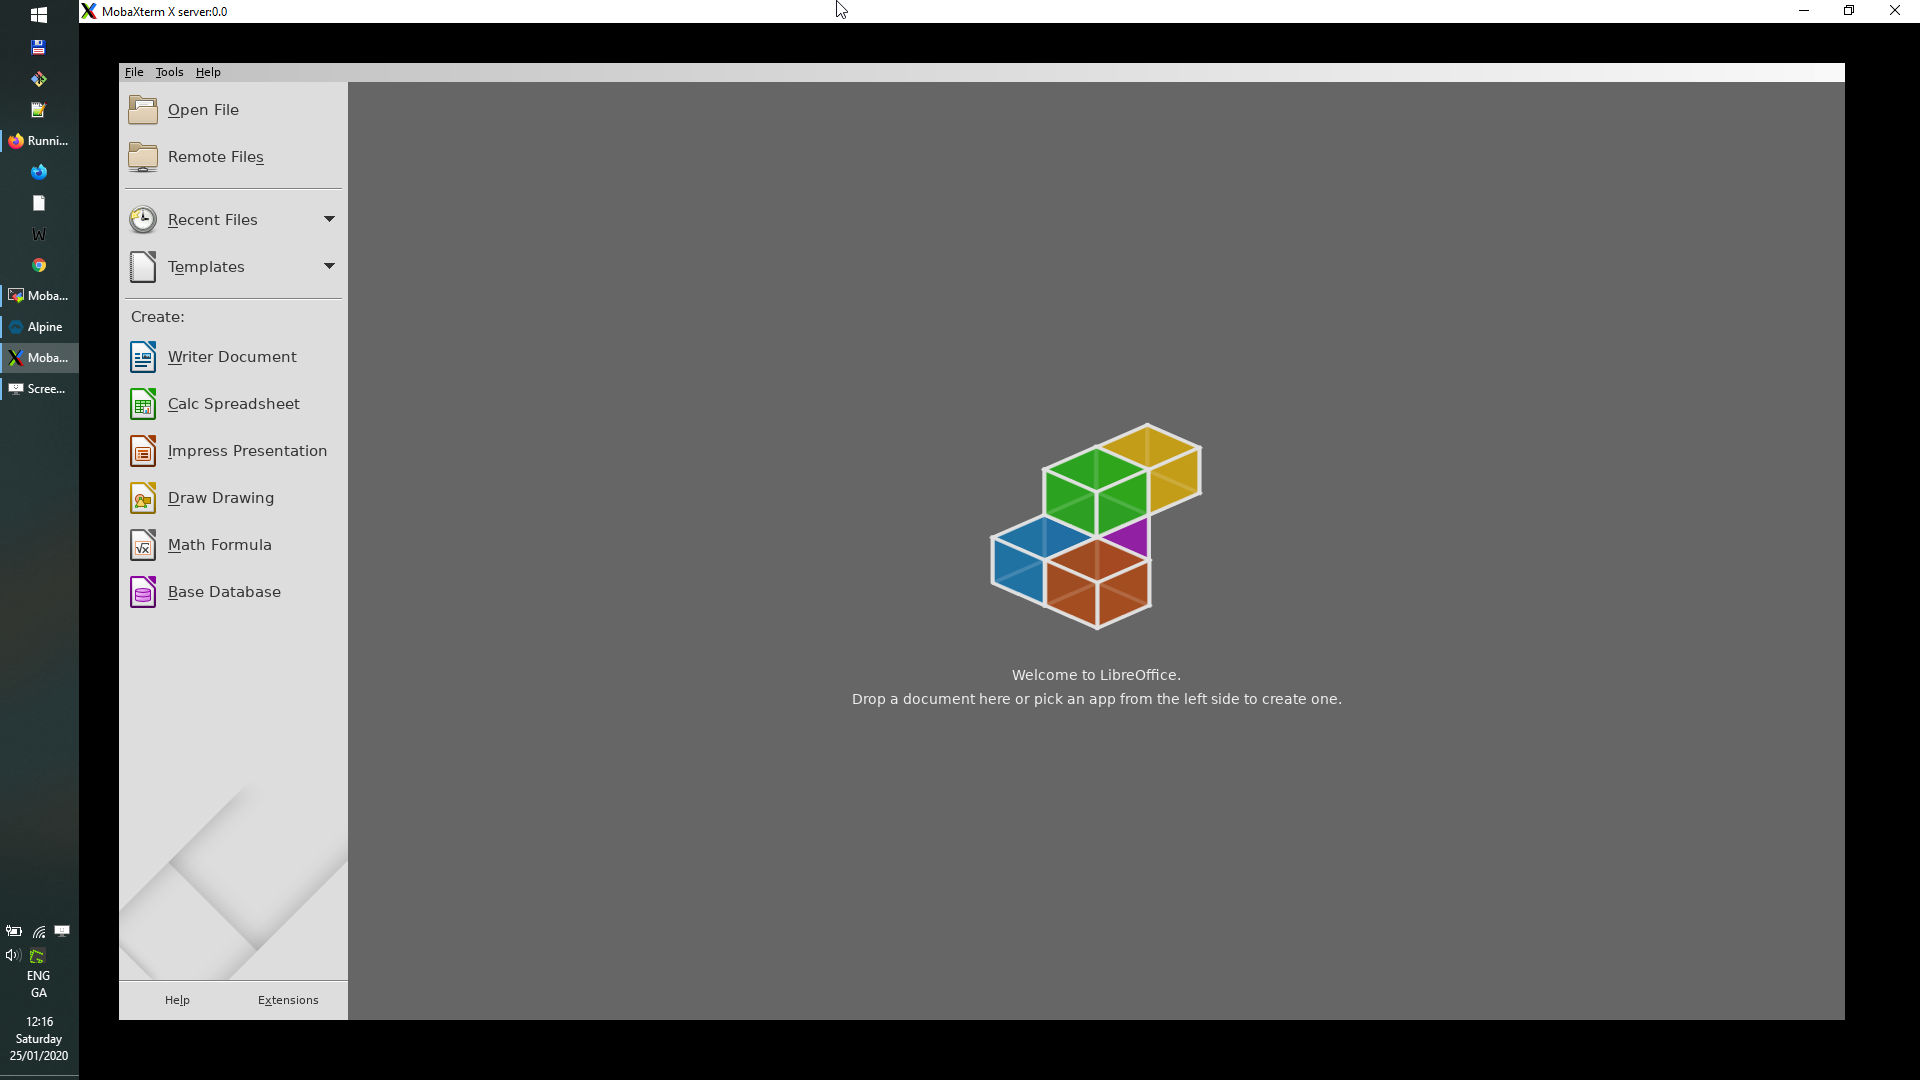 MobaXterm X server:0.0
Runni...
Moba...
Alpine
Moba...
Scree...
ENG
GA
12:16
Saturday
25/01/2020
File Tools Help
Open File
Remote Files
Recent Files
Templates
Create:
Writer Document
Calc Spreadsheet
Impress Presentation
Draw Drawing
Math Formula
Base Database
Help Extensions
Welcome to LibreOffice.
Drop a document here or pick an app from the left side to create one.